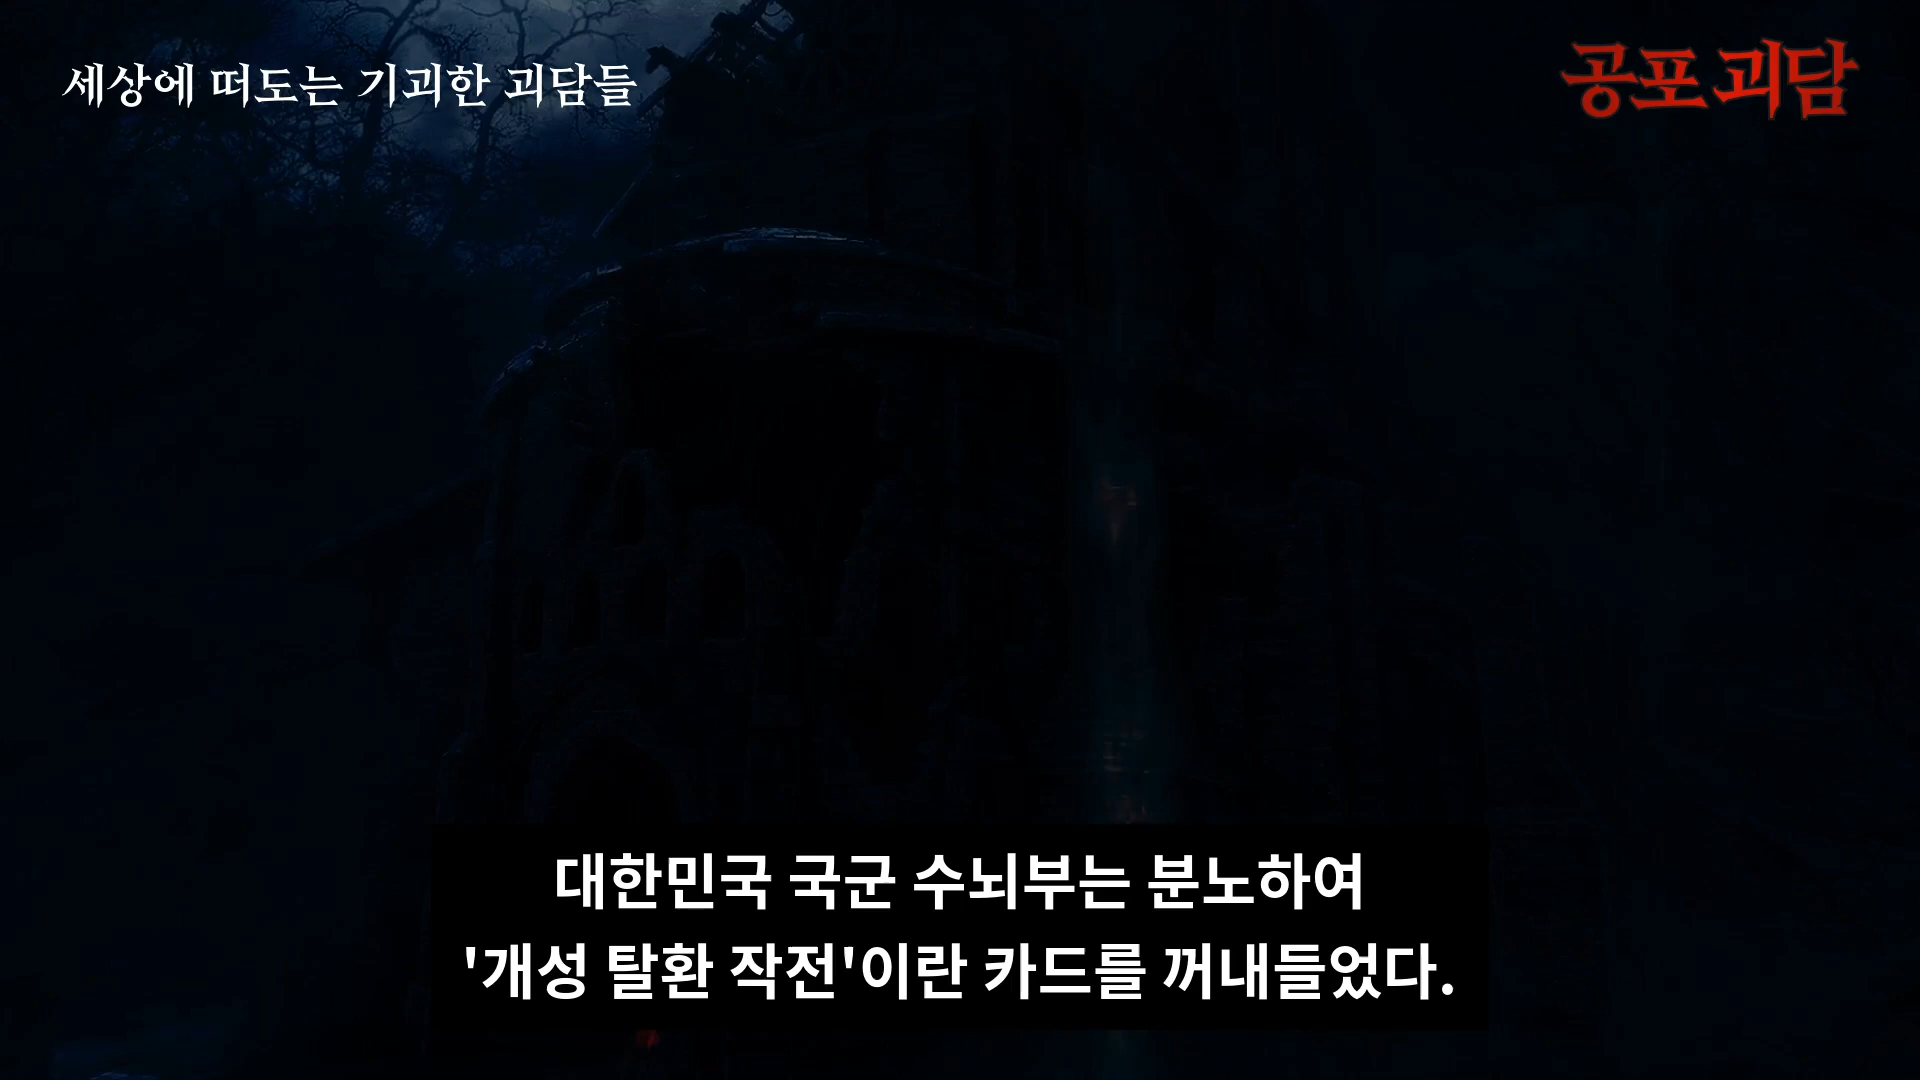 세상에 떠도는 기괴한 괴담들
공포괴담
대한민국 국군 수뇌부는 분노하여
'개성 탈환 작전'이란 카드를 꺼내들었다.